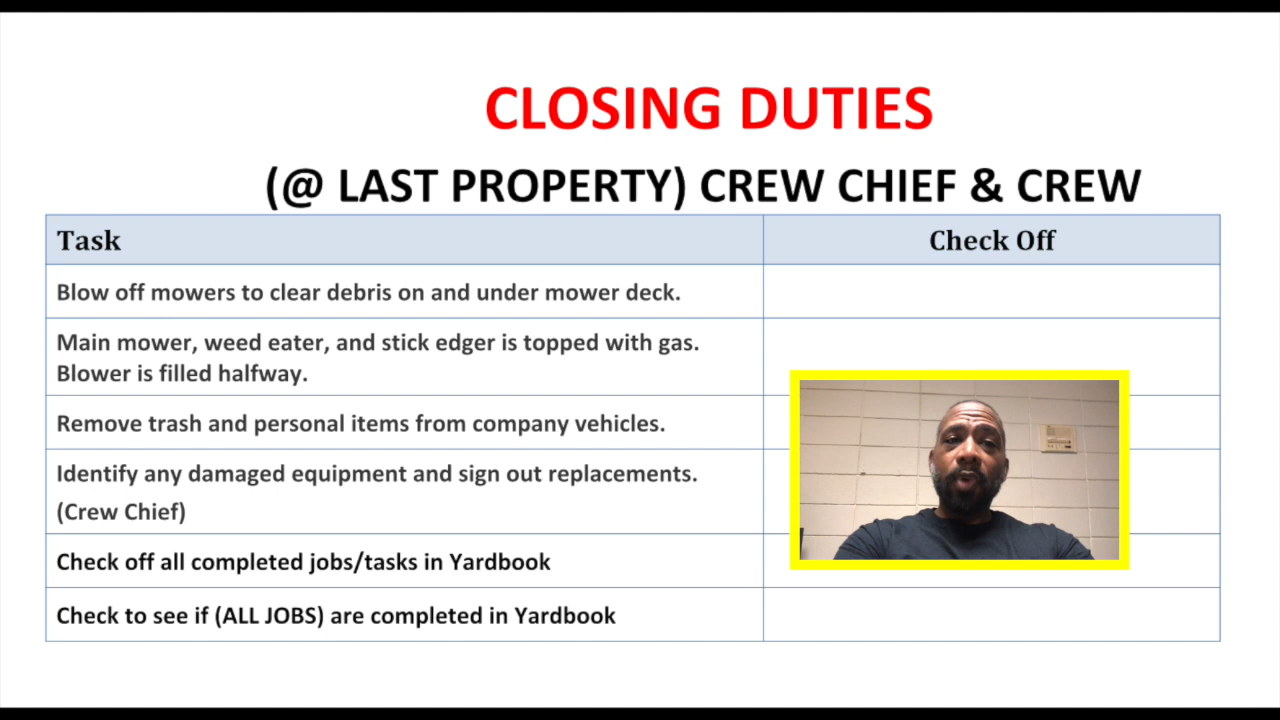 CLOSING DUTIES
(@ LAST PROPERTY) CREW CHIEF & CREW
Task
Check Off
Blow off mowers to clear debris on and under mower deck.
Main mower, weed eater, and stick edger is topped with gas.
Blower is filled halfway.
Remove trash and personal items from company vehicles.
Identify any damaged equipment and sign out replacements.
(Crew Chief)
Check off all completed jobs/tasks in Yardbook
Check to see if (ALL JOBS) are completed in Yardbook